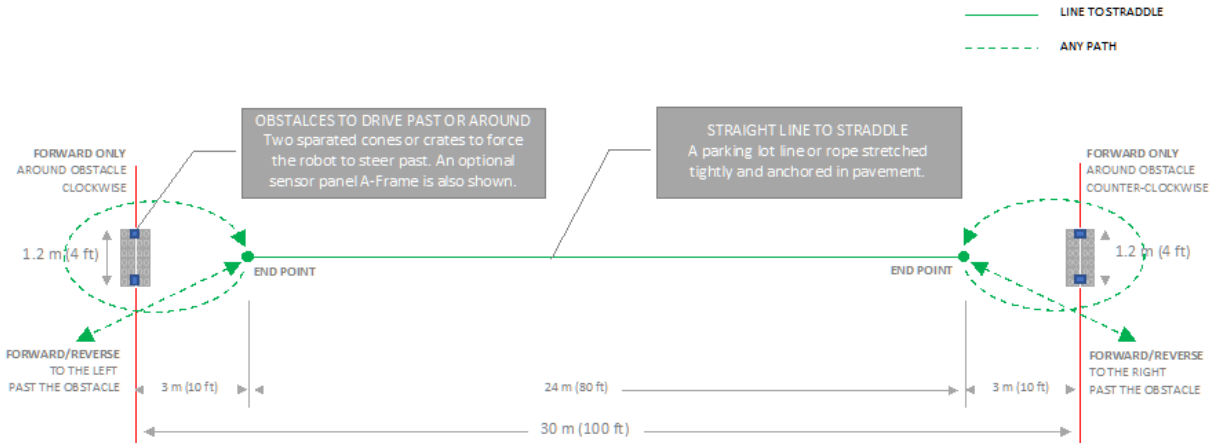 LINE TO STRADDLE
ANY PATH
OBSTALCES TO DRIVE PAST OR AROUND
Two sparated cones or crates to force
the robot to steer past. An optional
sensor panel A-Frame is also shown.
STRAIGHT LINE TO STRADDLE
A parking lot line or rope stretched
tightly and anchored in pavement.
FORWARD ONLY
AROUND OBSTACLE
CLOCKWISE
FORWARD ONLY
AROUND OBSTACLE
COUNTER-CLOCKWISE
1.2 m (4 ft)
END POINT
END POINT
1.2 m (4 ft)
FORWARD/REVERSE
TO THE LEFT
PAST THE OBSTACLE
FORWARD/REVERSE
TO THE RIGHT
PAST THE OBSTACLE
3 m (10 ft)
24 m (80 ft)
3 m (10 ft)
30 m (100 ft)